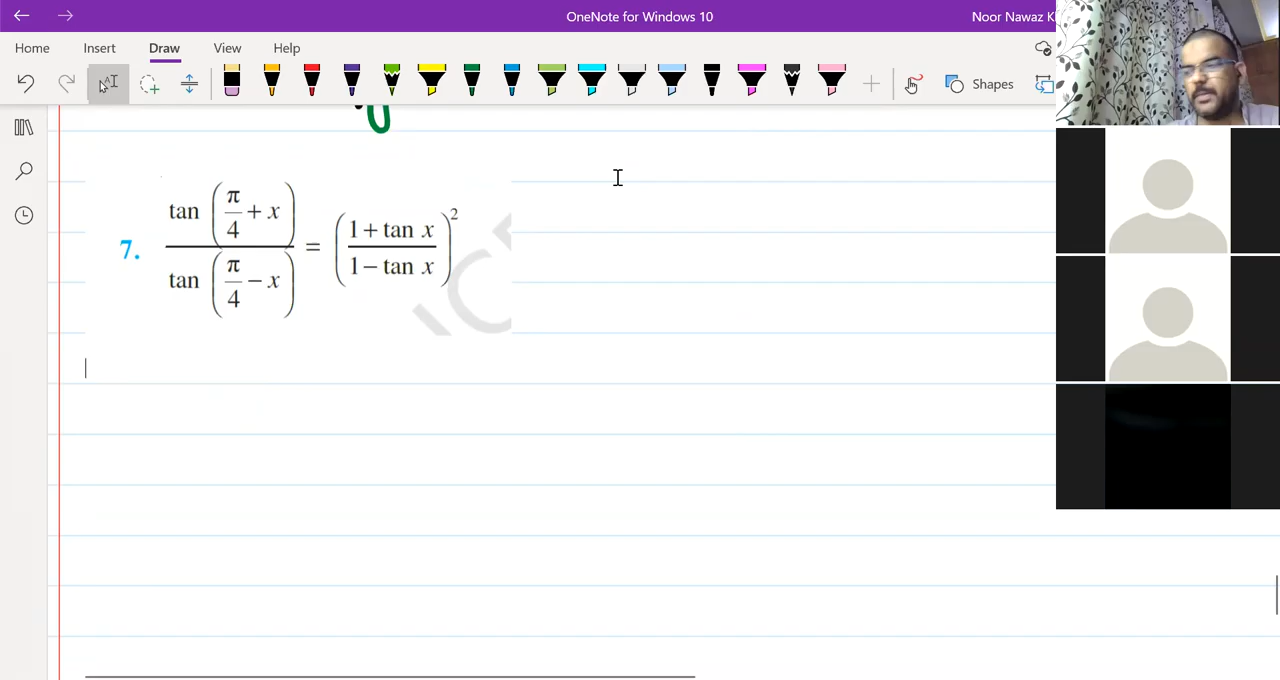 OneNote for Windows 10
Noor Nawaz K
Home Insert Draw View Help
Shapes
7. tan (π/4 + x) / tan (π/4 − x) = ((1 + tan x) / (1 − tan x))²